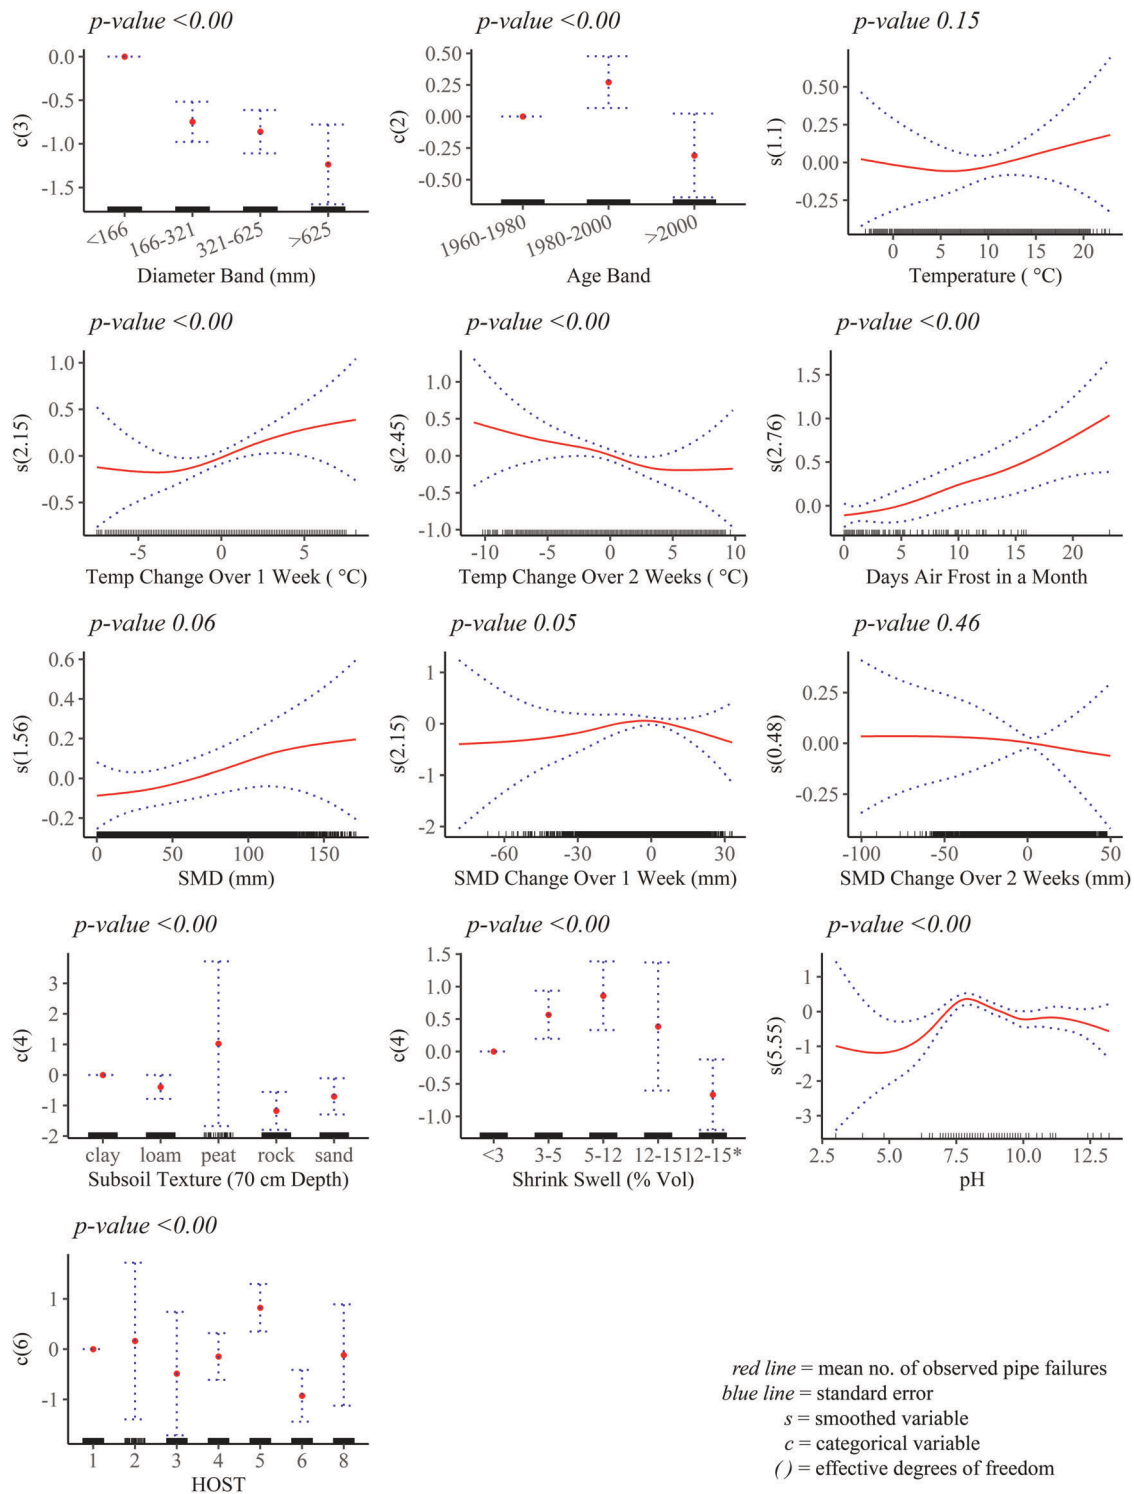 p-value <0.00
p-value <0.00
p-value 0.15
c(3)
0.0
-0.5
-1.0
-1.5
<166
166-321
321-625
>625
Diameter Band (mm)
c(2)
0.50
0.25
0.00
-0.25
-0.50
1960-1980
1980-2000
>2000
Age Band
s(1.1)
0.50
0.25
0.00
-0.25
0
5
10
15
20
Temperature ( °C)
p-value <0.00
p-value <0.00
p-value <0.00
s(2.15)
1.0
0.5
0.0
-0.5
-5
0
5
Temp Change Over 1 Week ( °C)
s(2.45)
1.0
0.5
0.0
-0.5
-1.0
-10
-5
0
5
10
Temp Change Over 2 Weeks ( °C)
s(2.76)
1.5
1.0
0.5
0.0
0
5
10
15
20
Days Air Frost in a Month
p-value 0.06
p-value 0.05
p-value 0.46
s(1.56)
0.6
0.4
0.2
0.0
-0.2
0
50
100
150
SMD (mm)
s(2.15)
1
0
-1
-2
-60
-30
0
30
SMD Change Over 1 Week (mm)
s(0.48)
0.25
0.00
-0.25
-100
-50
0
50
SMD Change Over 2 Weeks (mm)
p-value <0.00
p-value <0.00
p-value <0.00
c(4)
3
2
1
0
-1
-2
clay
loam
peat
rock
sand
Subsoil Texture (70 cm Depth)
c(4)
1.5
1.0
0.5
0.0
-0.5
-1.0
<3
3-5
5-12
12-15
12-15*
Shrink Swell (% Vol)
s(5.55)
1
0
-1
-2
-3
2.5
5.0
7.5
10.0
12.5
pH
p-value <0.00
c(6)
1
0
-1
1
2
3
4
5
6
8
HOST
red line = mean no. of observed pipe failures
blue line = standard error
s = smoothed variable
c = categorical variable
( ) = effective degrees of freedom